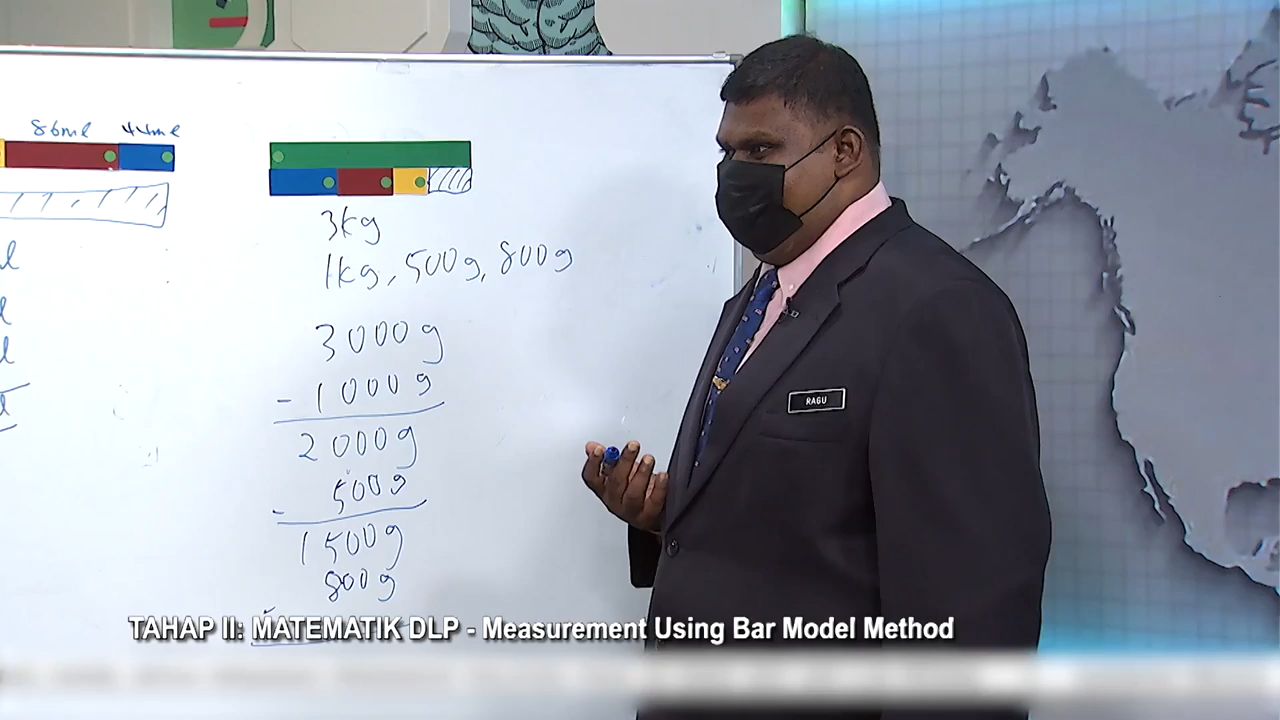 86ml 44ml
3kg
1kg, 500g, 800g
3000g
- 1000g
2000g
- 500g
1500g
800g
RAGU
TAHAP II: MATEMATIK DLP - Measurement Using Bar Model Method